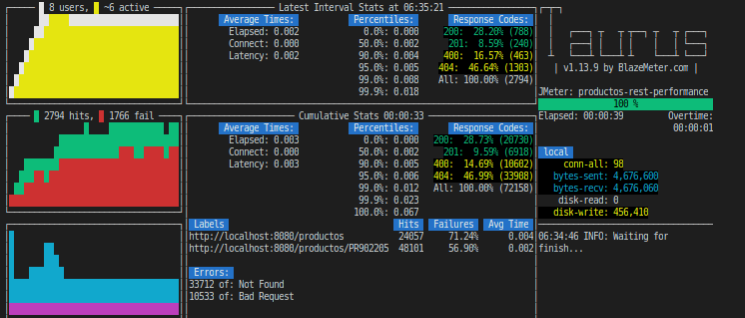 8 users, ~6 active
2794 hits, 1766 fail
Latest Interval Stats at 06:35:21
Average Times: Percentiles: Response Codes:
Elapsed: 0.002 0.0%: 0.000 200: 28.20% (788)
Connect: 0.000 50.0%: 0.002 201: 8.59% (240)
Latency: 0.002 90.0%: 0.004 400: 16.57% (463)
95.0%: 0.005 404: 46.64% (1303)
99.0%: 0.008 All: 100.00% (2794)
99.9%: 0.018
Cumulative Stats 00:00:33
Average Times: Percentiles: Response Codes:
Elapsed: 0.003 0.0%: 0.000 200: 28.73% (20730)
Connect: 0.000 50.0%: 0.002 201: 9.59% (6918)
Latency: 0.003 90.0%: 0.005 400: 14.69% (10602)
95.0%: 0.006 404: 46.99% (33908)
99.0%: 0.012 All: 100.00% (72158)
99.9%: 0.023
100.0%: 0.067
Labels Hits Failures Avg Time
http://localhost:8080/productos 24057 71.24% 0.004
http://localhost:8080/productos/PR902205 48101 56.90% 0.002
Errors:
33712 of: Not Found
10533 of: Bad Request
TAURUS
| v1.13.9 by BlazeMeter.com |
JMeter: productos-rest-performance
100 %
Elapsed: 00:00:39 Overtime:
00:00:01
local
conn-all: 98
bytes-sent: 4,676,600
bytes-recv: 4,676,060
disk-read: 0
disk-write: 456,410
06:34:46 INFO: Waiting for
finish...